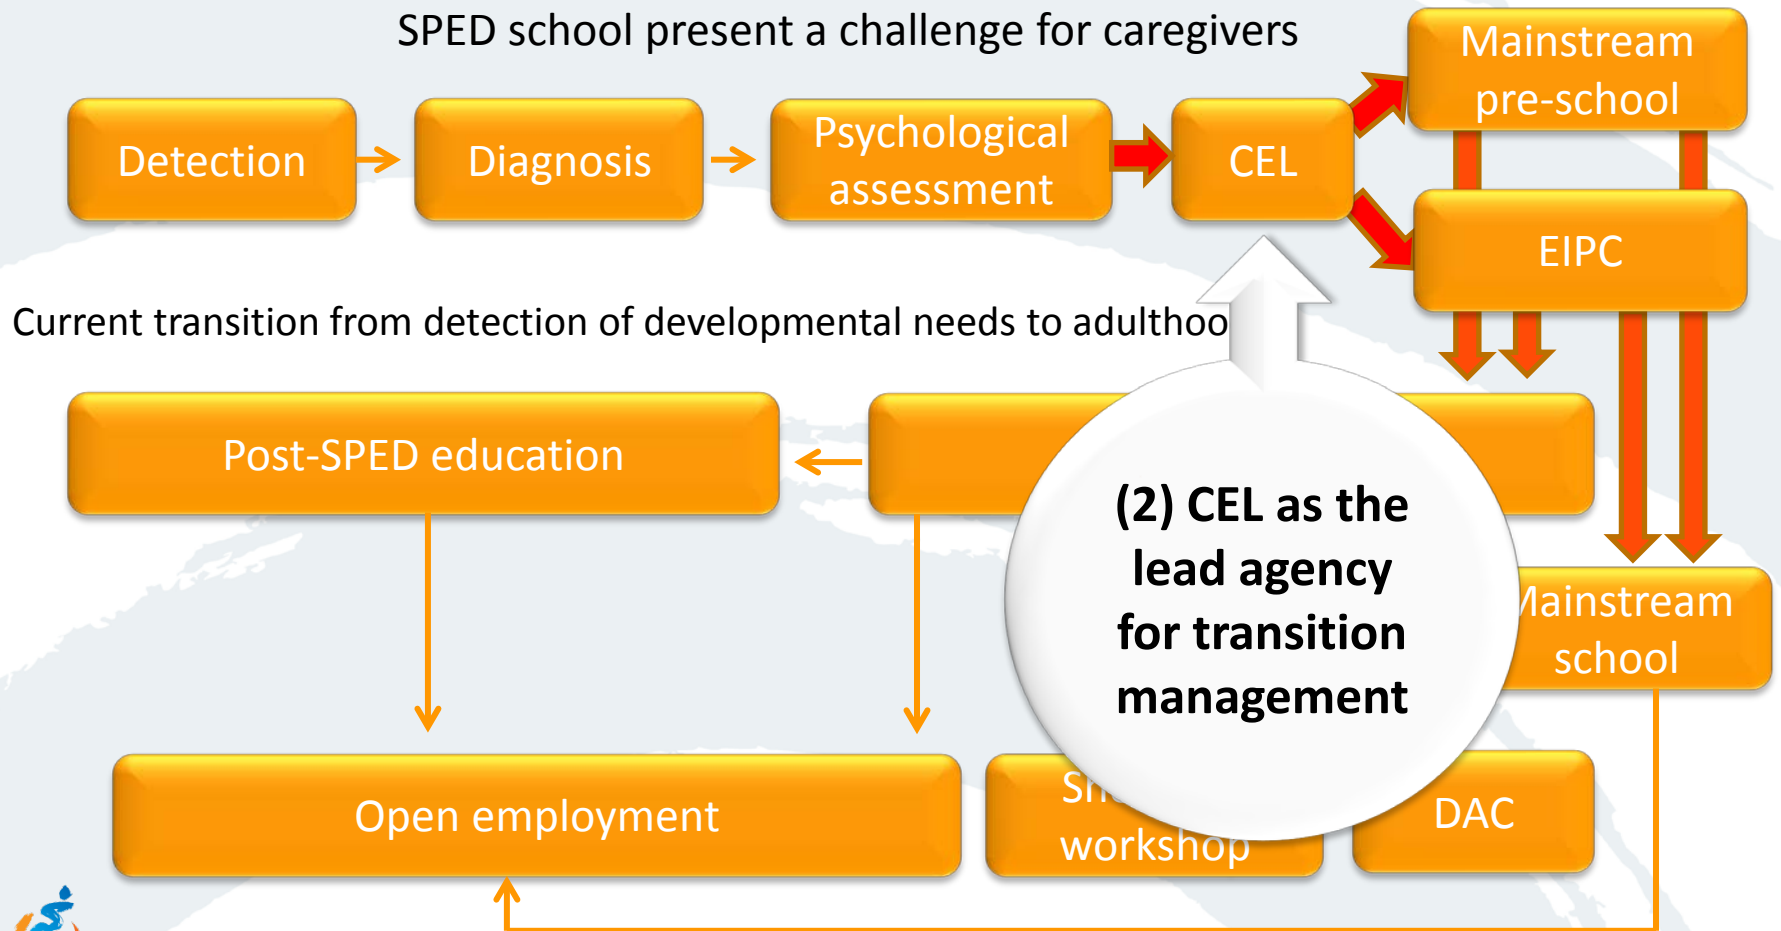 SPED school present a challenge for caregivers
Mainstream
pre-school
Detection
Diagnosis
Psychological
assessment
CEL
EIPC
Current transition from detection of developmental needs to adulthoo
Post-SPED education
(2) CEL as the
lead agency
for transition
management
Mainstream
school
Open employment
workshop
DAC